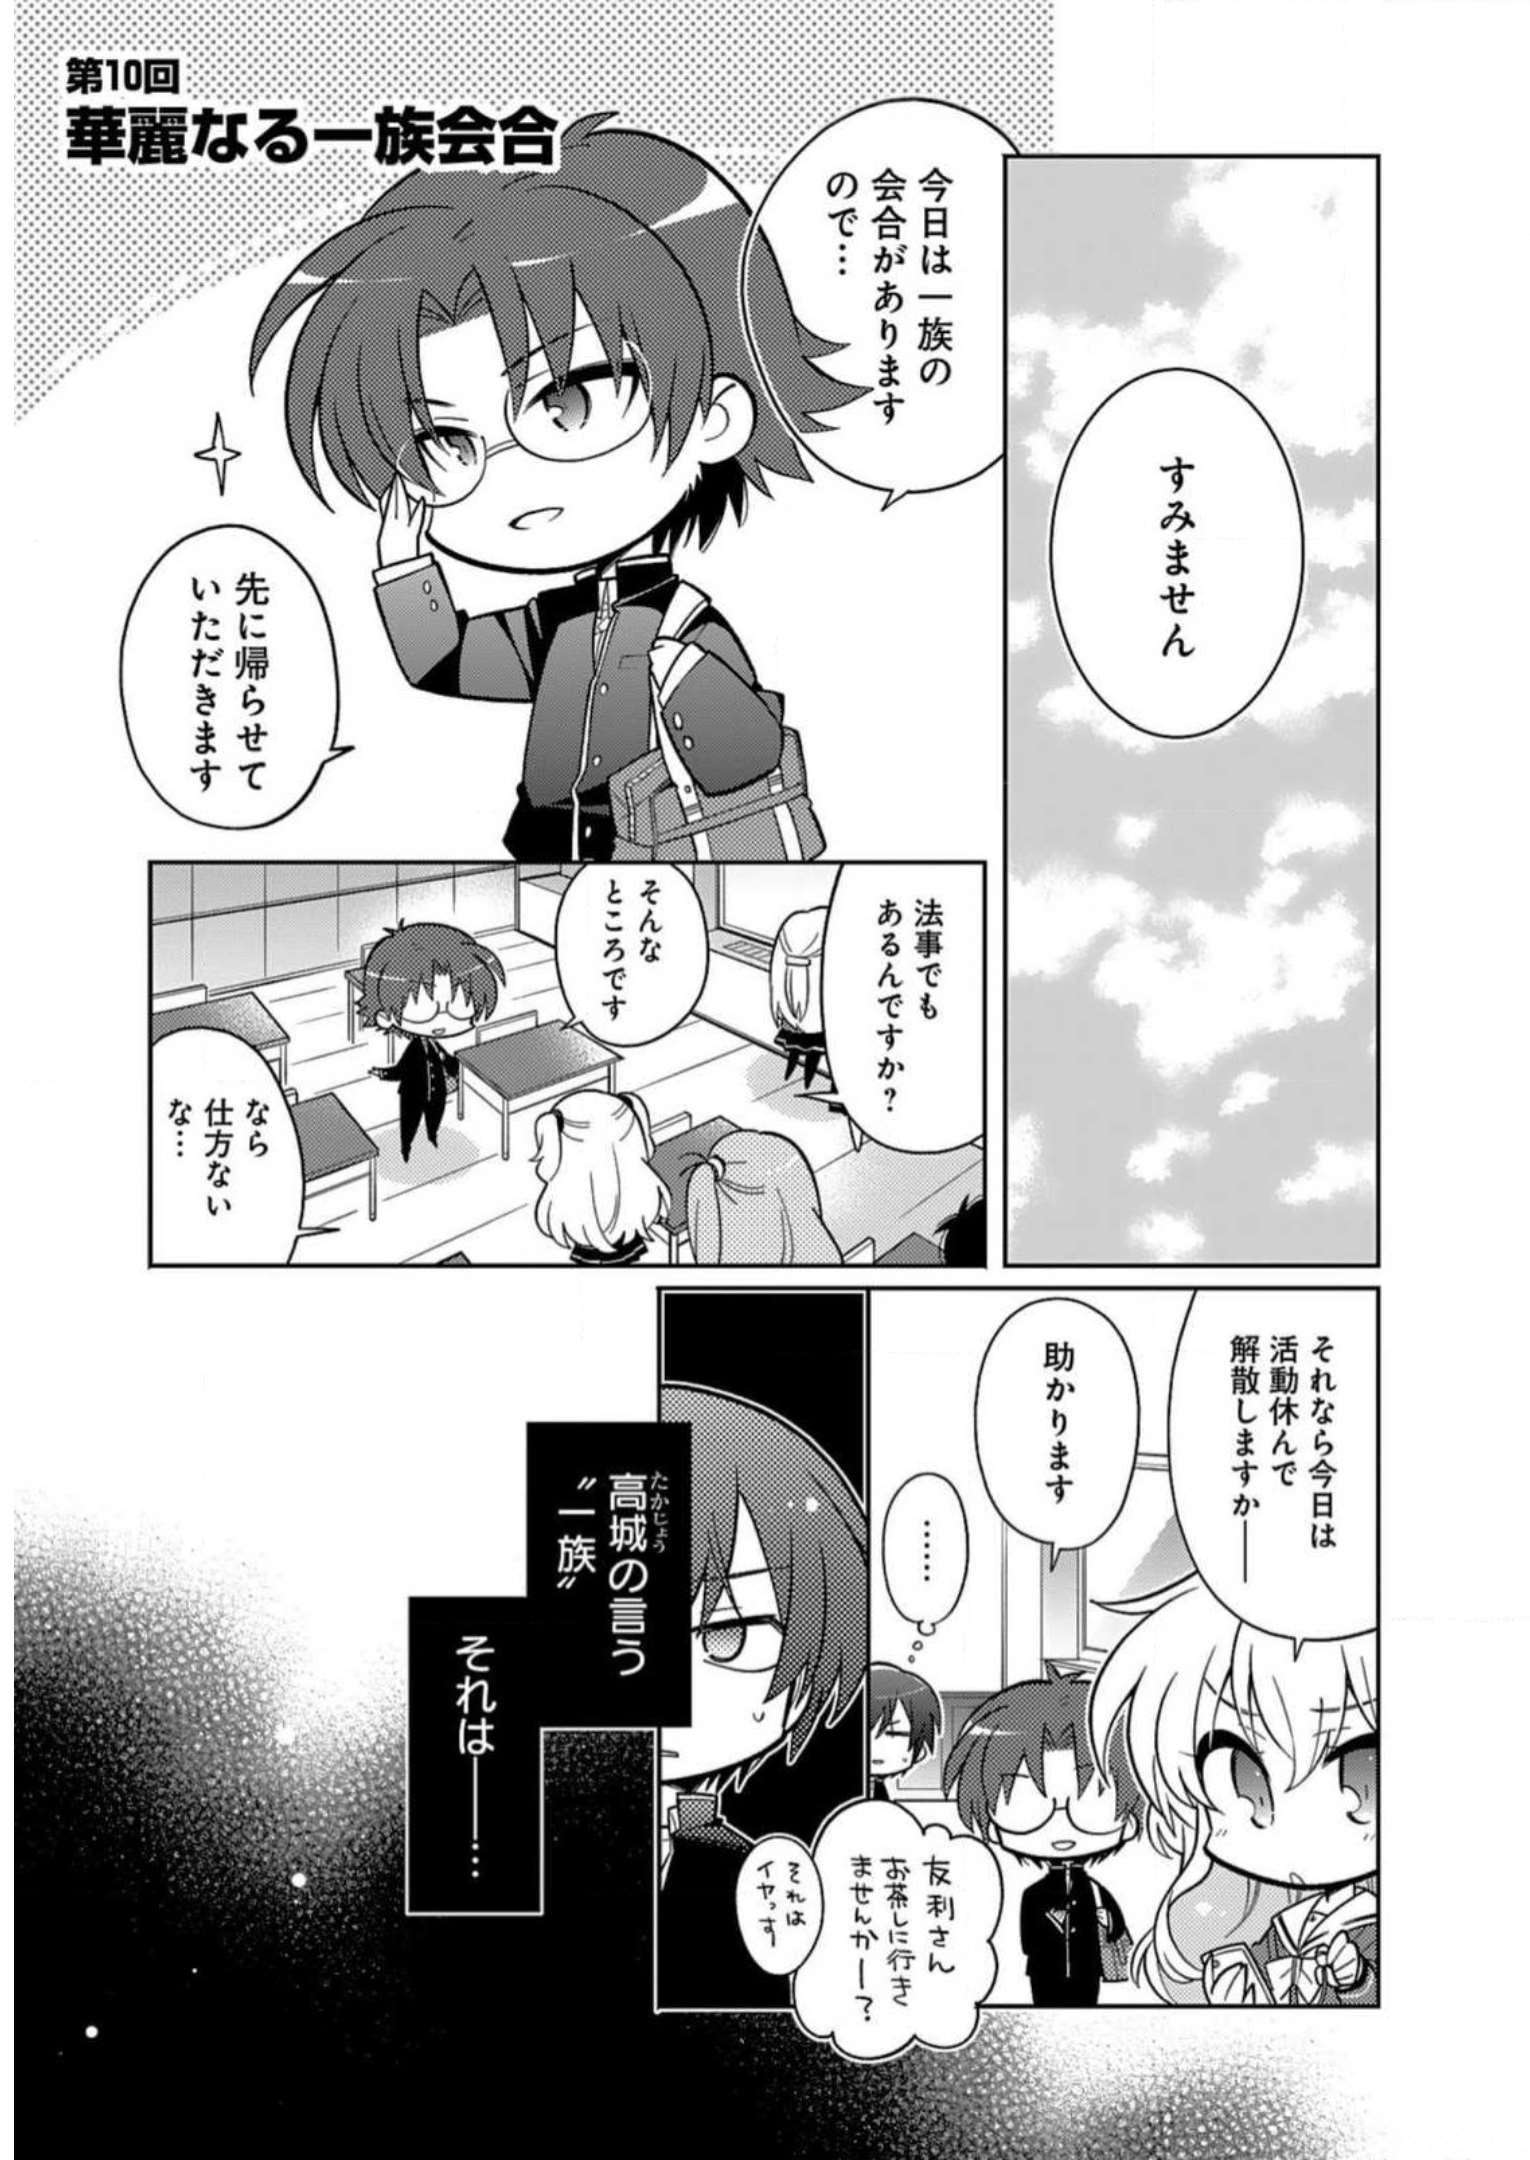 第10回
華麗なる一族会合
すみません
今日は一族の
会合があります
ので…
先に帰らせて
いただきます
法事でも
あるんですか?
そんな
ところです
なら
仕方ない
な…
それなら今日は
活動休んで
解散しますか──
助かります
……
友利さん
お茶しに行き
ませんかー?
それは
イヤっす
高城の言う
たかじょう
〝一族〟
それは──…